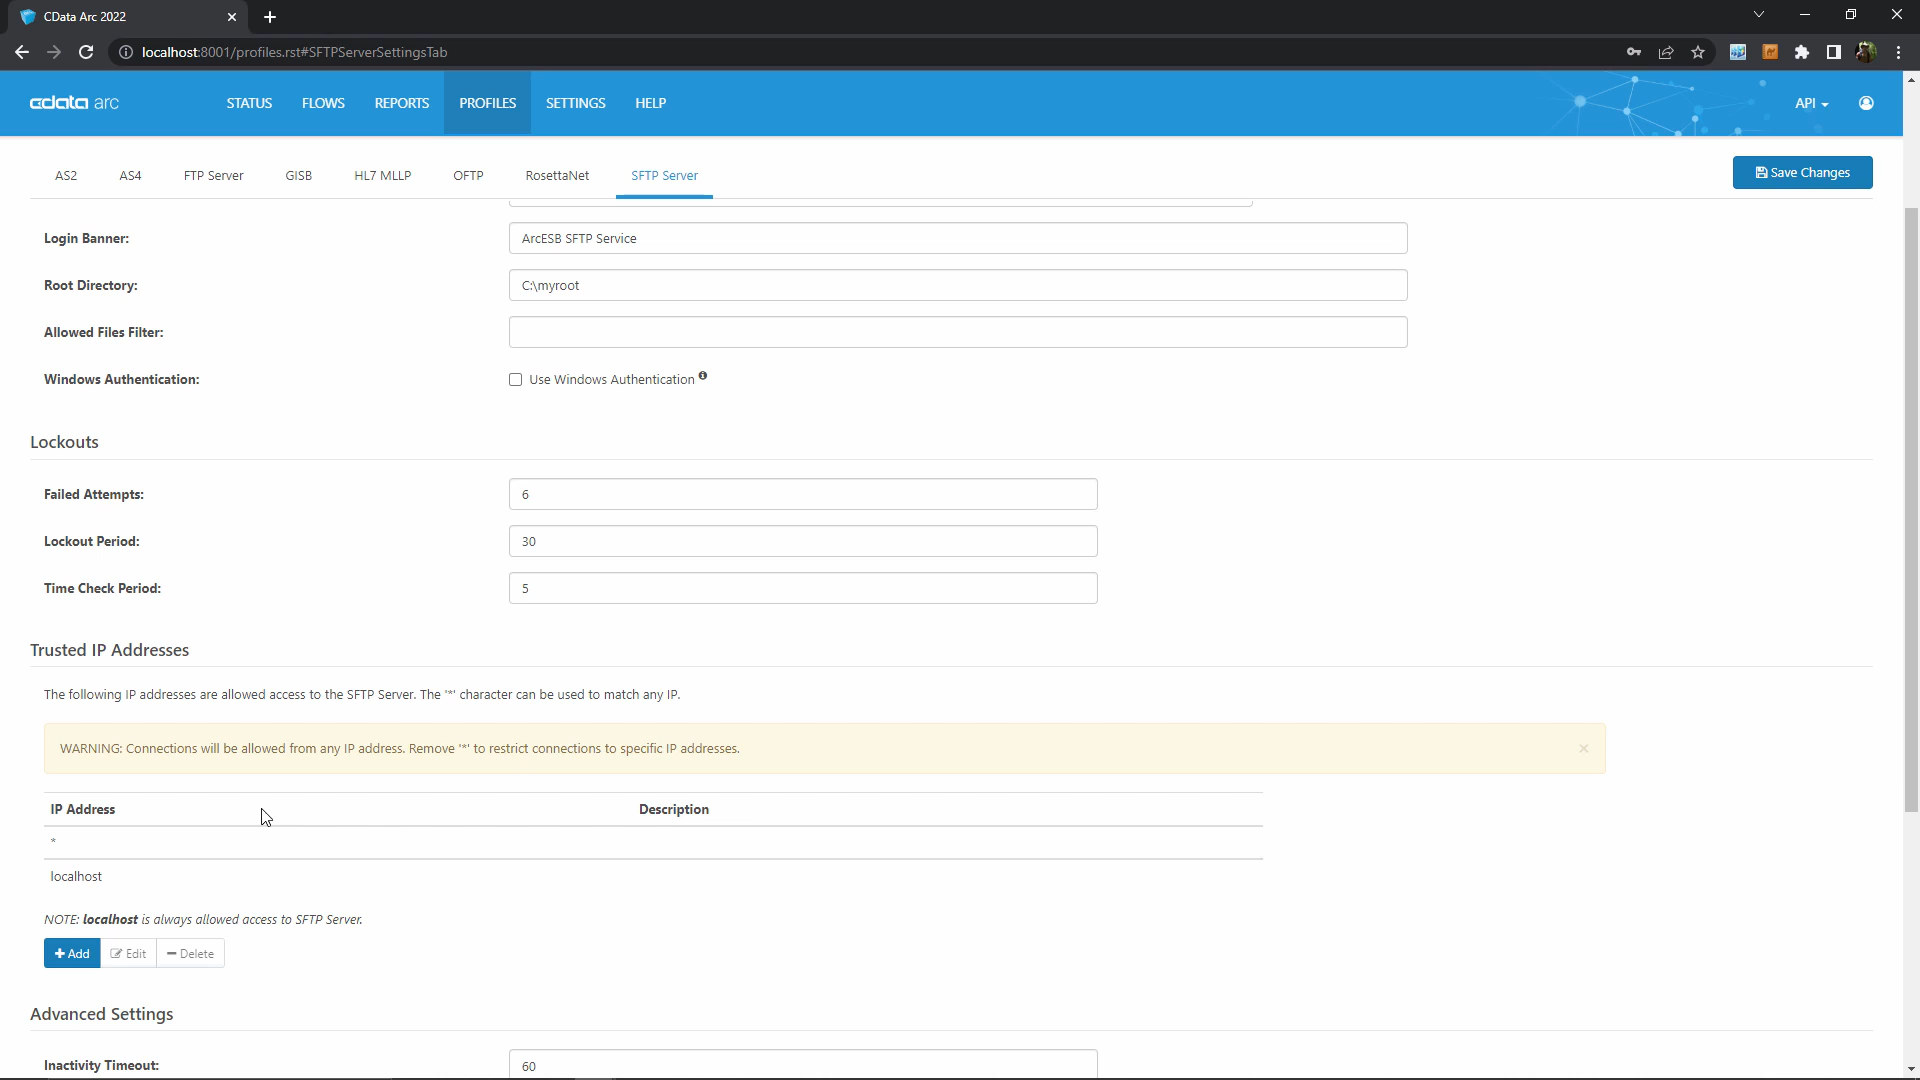 CData Arc 2022
localhost:8001/profiles.rst#SFTPServerSettingsTab
cdata arc
STATUS FLOWS REPORTS PROFILES SETTINGS HELP
API
AS2 AS4 FTP Server GISB HL7 MLLP OFTP RosettaNet SFTP Server
Save Changes
Login Banner: ArcESB SFTP Service
Root Directory: C:\myroot
Allowed Files Filter:
Windows Authentication: Use Windows Authentication
Lockouts
Failed Attempts: 6
Lockout Period: 30
Time Check Period: 5
Trusted IP Addresses
The following IP addresses are allowed access to the SFTP Server. The '*' character can be used to match any IP.
WARNING: Connections will be allowed from any IP address. Remove '*' to restrict connections to specific IP addresses.
IP Address Description
*
localhost
NOTE: localhost is always allowed access to SFTP Server.
Add Edit Delete
Advanced Settings
Inactivity Timeout: 60